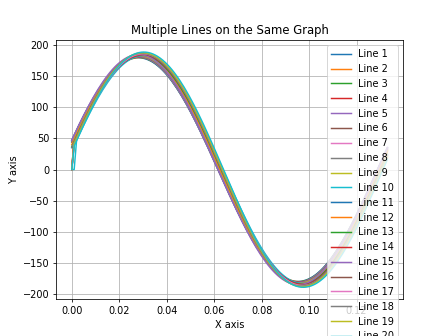 Multiple Lines on the Same Graph
200
150
100
50
0
−50
−100
−150
−200
Y axis
0.00
0.02
0.04
0.06
0.08
0.10
X axis
Line 1
Line 2
Line 3
Line 4
Line 5
Line 6
Line 7
Line 8
Line 9
Line 10
Line 11
Line 12
Line 13
Line 14
Line 15
Line 16
Line 17
Line 18
Line 19
Line 20